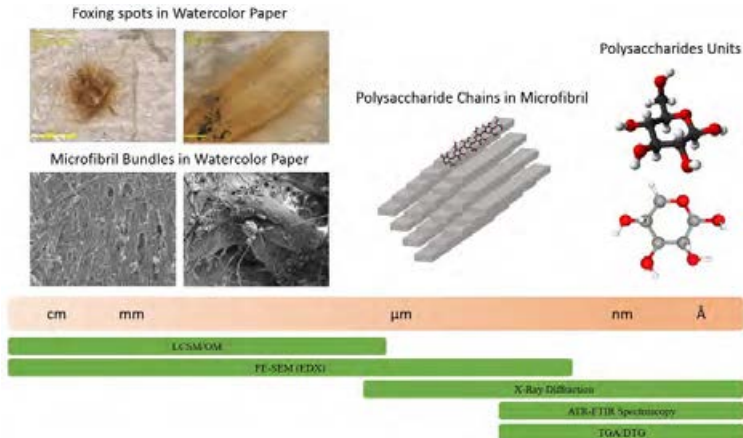 Foxing spots in Watercolor Paper
Polysaccharides Units
Polysaccharide Chains in Microfibril
Microfibril Bundles in Watercolor Paper
cm mm µm nm Å
LCSM/OM
FE-SEM (EDX)
X-Ray Diffraction
ATR-FTIR Spectroscopy
TGA/DTG